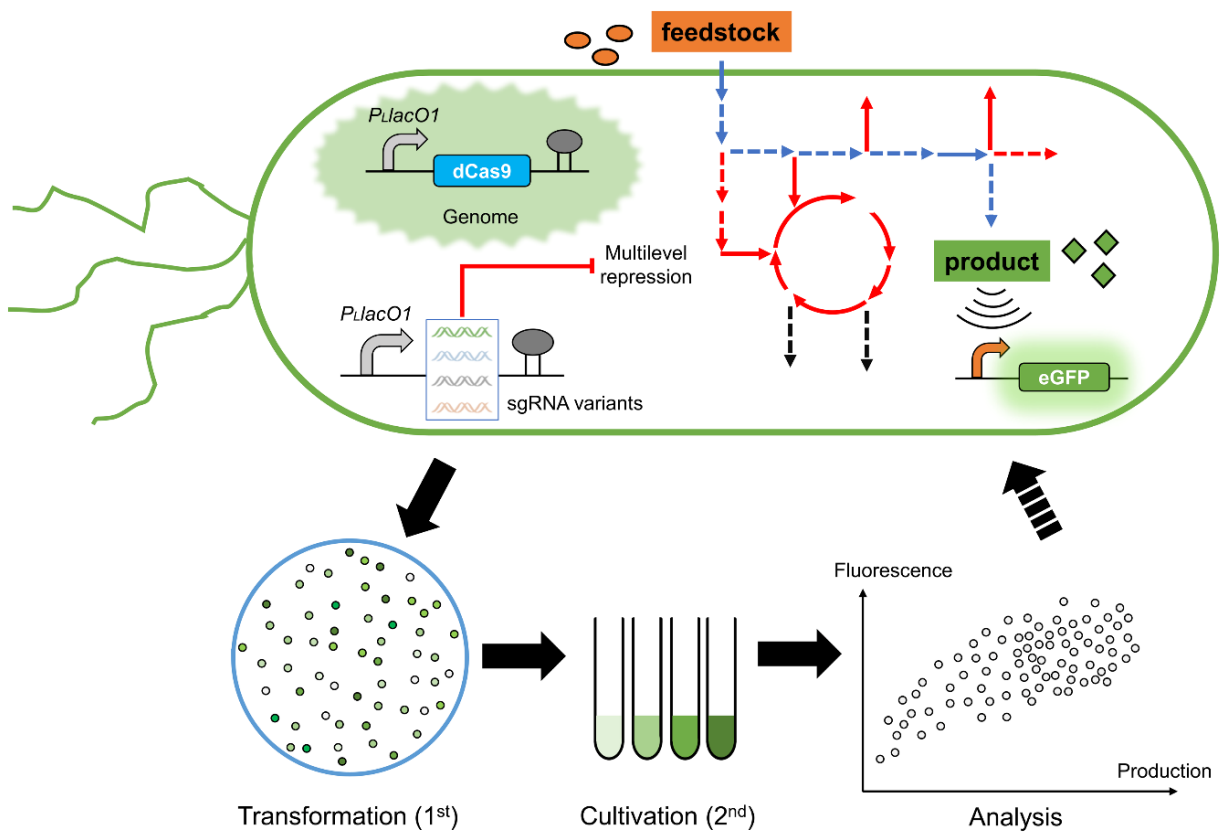 feedstock
PLlacO1
dCas9
Genome
Multilevel
repression
product
PLlacO1
eGFP
sgRNA variants
Fluorescence
Production
Transformation (1st)
Cultivation (2nd)
Analysis